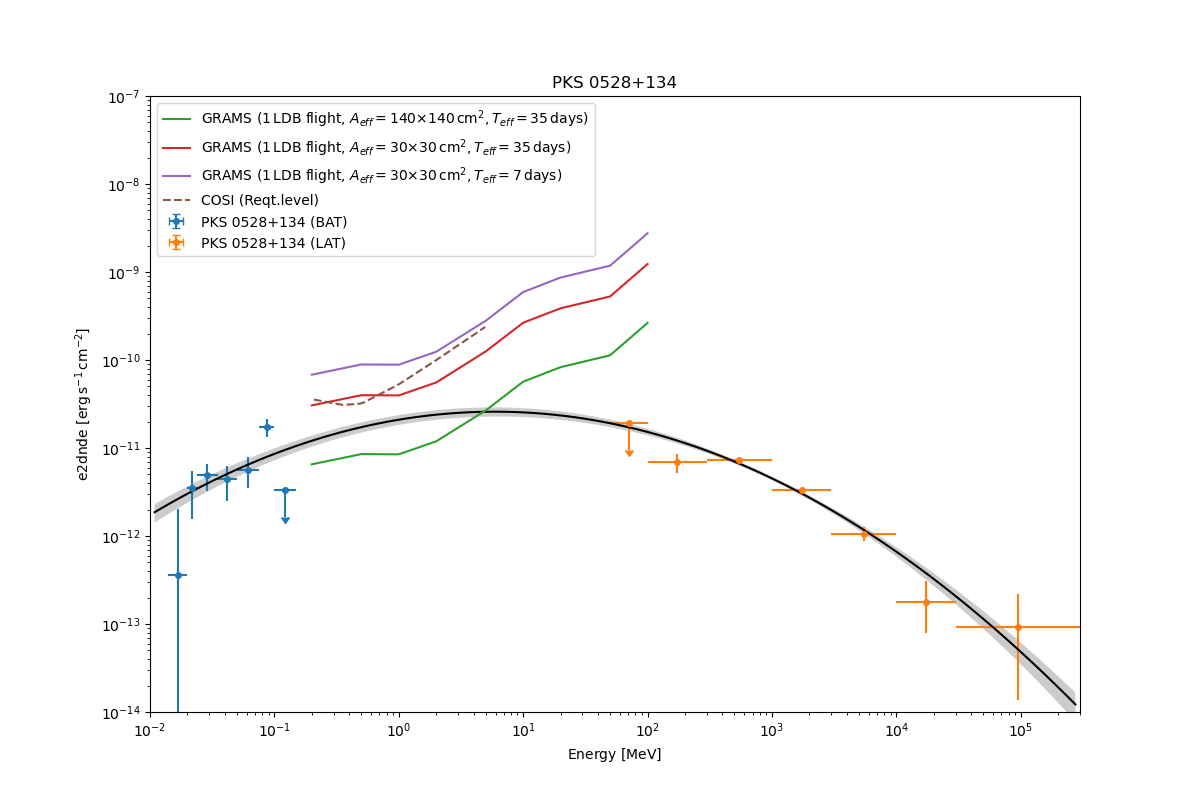 PKS 0528+134
GRAMS (1 LDB flight, A_eff = 140×140 cm², T_eff = 35 days)
GRAMS (1 LDB flight, A_eff = 30×30 cm², T_eff = 35 days)
GRAMS (1 LDB flight, A_eff = 30×30 cm², T_eff = 7 days)
COSI (Reqt.level)
PKS 0528+134 (BAT)
PKS 0528+134 (LAT)
e2dnde [erg s⁻¹ cm⁻²]
10⁻⁷
10⁻⁸
10⁻⁹
10⁻¹⁰
10⁻¹¹
10⁻¹²
10⁻¹³
10⁻¹⁴
10⁻² 10⁻¹ 10⁰ 10¹ 10² 10³ 10⁴ 10⁵
Energy [MeV]